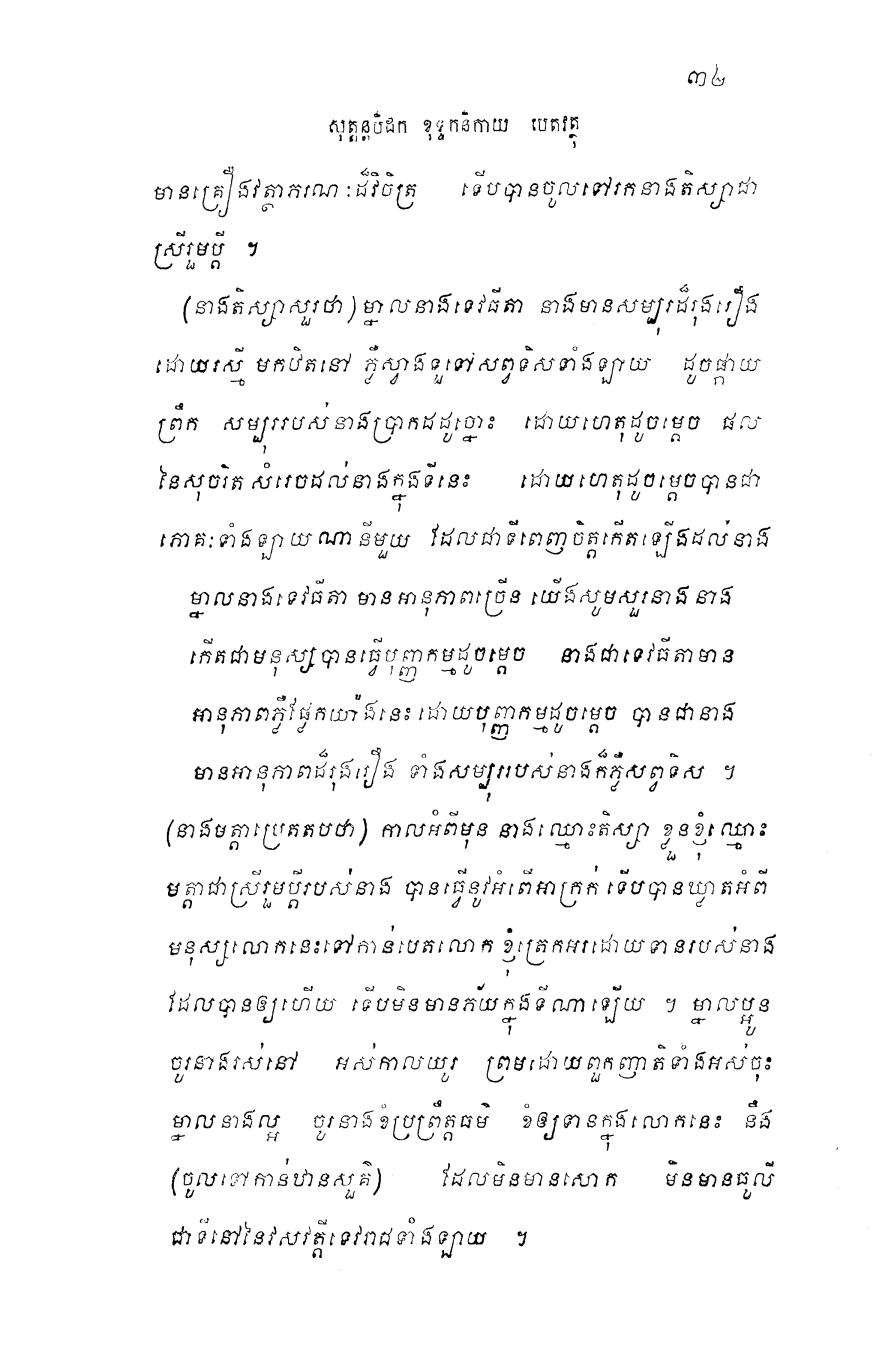 ៣៤
សុត្តន្តបិដក ខុទ្ទកនិកាយ បេតវត្ថុ
មានគ្រឿងវត្ថាភរណៈដ៏វិចិត្រ ទើបបានចូលទៅរកនាងតិស្សាជា
ស្រីរួមប្តី ។
(នាងតិស្សាសួរថា) ម្នាលនាងទេវធីតា នាងមានសម្បុរដ៏រុងរឿង
ដោយរស្មី មកឋិតនៅ ភ្លឺស្វាងទួទៅសព្វទិសទាំងឡាយ ដូចផ្កាយ
ព្រឹក សម្បុររបស់នាងប្រាកដដូច្នោះ ដោយហេតុដូចម្តេច ផល
នៃសុចរិត សំរេចដល់នាងក្នុងទីនេះ ដោយហេតុដូចម្តេចបានជា
ភោគៈទាំងឡាយណានីមួយ ដែលជាទីពេញចិត្តកើតឡើងដល់នាង
ម្នាលនាងទេវធីតា មានអានុភាពច្រើន យើងសូមសួរនាង នាង
កើតជាមនុស្សបានធ្វើបុញ្ញកម្មដូចម្តេច នាងជាទេវធីតាមាន
អានុភាពភ្លឺផ្លែកយ៉ាងនេះ ដោយបុញ្ញកម្មដូចម្តេច បានជានាង
មានអានុភាពដ៏រុងរឿង ទាំងសម្បុររបស់នាងក៏ភ្លឺសព្វទិស ។
(នាងមត្តាប្រេតតបថា) កាលអំពីមុន នាងឈ្មោះតិស្សា ខ្លួនខ្ញុំឈ្មោះ
មត្តាជាស្រីរួមប្តីរបស់នាង បានធ្វើនូវអំពើអាក្រក់ ទើបបានឃ្លាតអំពី
មនុស្សលោកនេះទៅកាន់បេតលោក ខ្ញុំត្រេកអរដោយទានរបស់នាង
ដែលបានឲ្យហើយ ទើបមិនមានភ័យក្នុងទីណាឡើយ ។ ម្នាលប្អូន
ចូរនាងរស់នៅ អស់កាលយូរ ព្រមដោយពួកញាតិទាំងអស់ចុះ
ម្នាលនាងល្អ ចូរនាងខំប្រព្រឹត្តធម៌ ខំឲ្យទានក្នុងលោកនេះ នឹង
(ចូលទៅកាន់ឋានសួគ៌) ដែលមិនមានសោក មិនមានធូលី
ជាទីនៅនៃវសវត្តីទេវរាជទាំងឡាយ ។